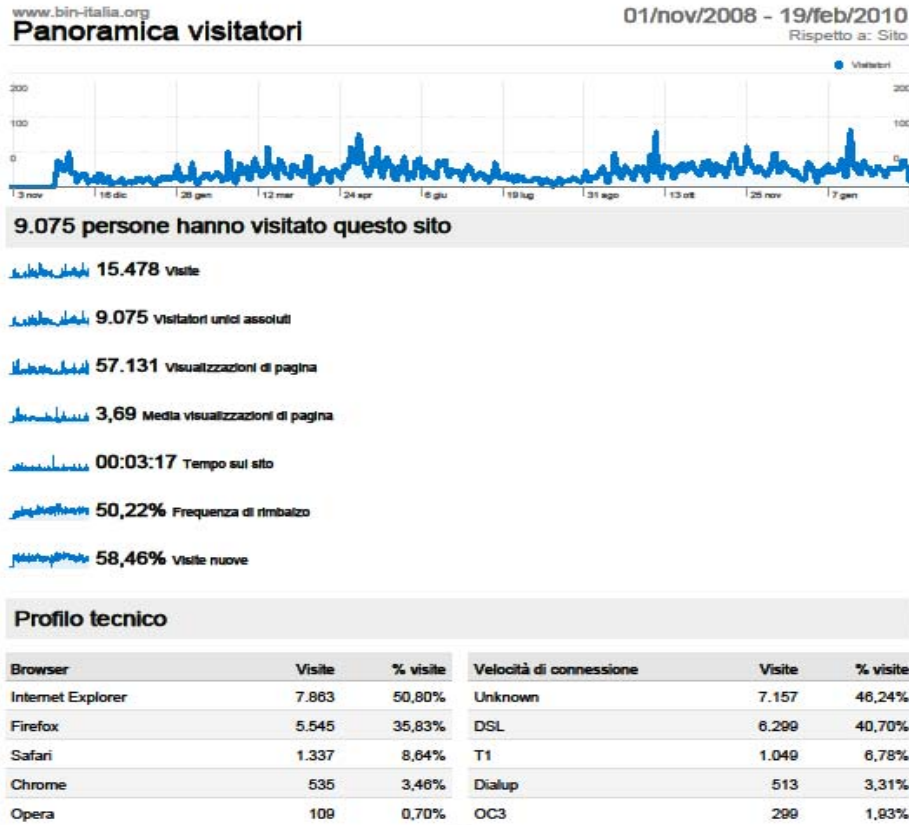 www.bin-italia.org
Panoramica visitatori
01/nov/2008 - 19/feb/2010
Rispetto a: Sito
Visitatori
200 200
100 100
0 0
3 nov 16 dic 28 gen 12 mar 24 apr 6 giu 19 lug 31 ago 13 ott 25 nov 7 gen
9.075 persone hanno visitato questo sito
15.478 Visite
9.075 Visitatori unici assoluti
57.131 Visualizzazioni di pagina
3,69 Media visualizzazioni di pagina
00:03:17 Tempo sul sito
50,22% Frequenza di rimbalzo
58,46% Visite nuove
Profilo tecnico
Browser Visite % visite Velocità di connessione Visite % visite
Internet Explorer 7.863 50,80% Unknown 7.157 46,24%
Firefox 5.545 35,83% DSL 6.299 40,70%
Safari 1.337 8,64% T1 1.049 6,78%
Chrome 535 3,46% Dialup 513 3,31%
Opera 109 0,70% OC3 299 1,93%